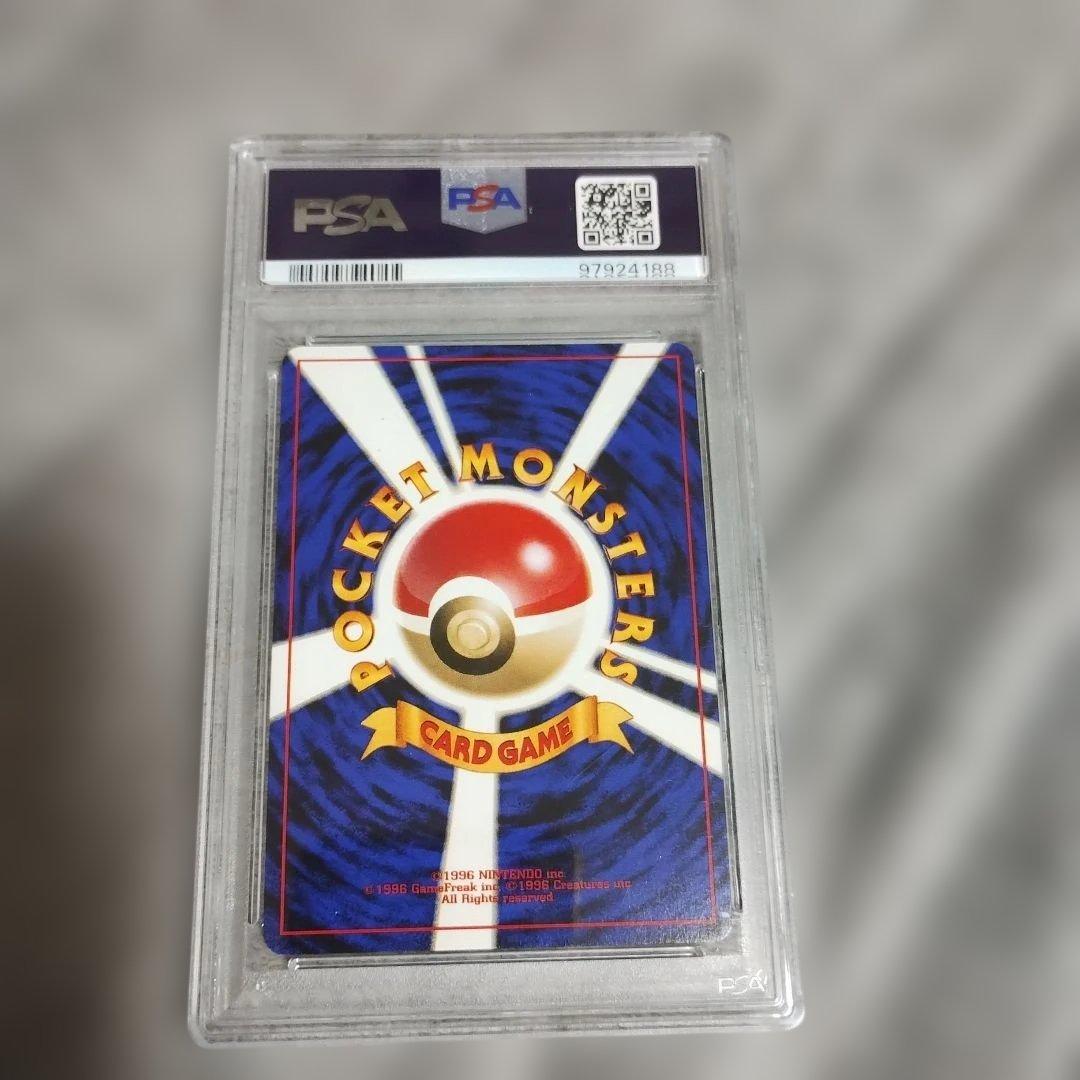 PSA
PSA
97924188
POCKET MONSTERS
CARD GAME
©1996 NINTENDO inc.
©1996 GameFreak inc. ©1996 Creatures inc.
All Rights reserved
PSA